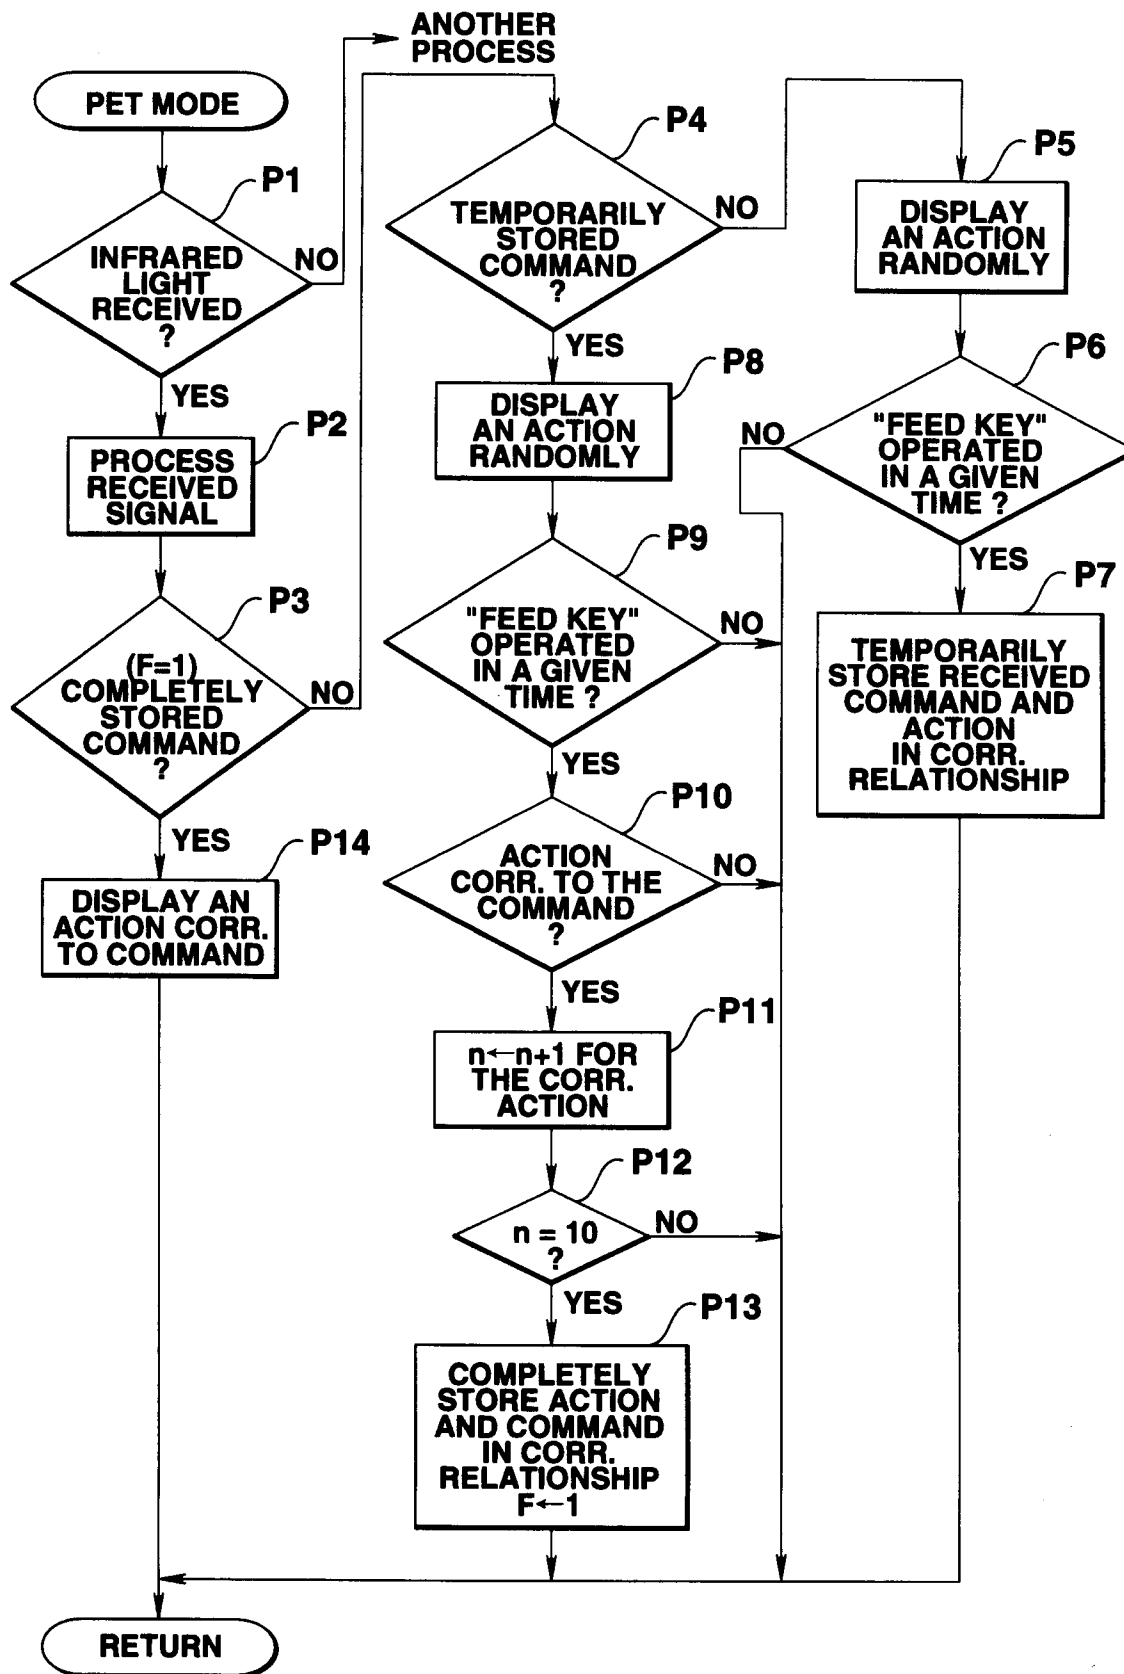 ANOTHER
PROCESS
PET MODE
P1
INFRARED
LIGHT
RECEIVED
?
NO
YES
P2
PROCESS
RECEIVED
SIGNAL
P3
(F=1)
COMPLETELY
STORED
COMMAND
?
NO
YES
P14
DISPLAY AN
ACTION CORR.
TO COMMAND
RETURN
P4
TEMPORARILY
STORED
COMMAND
?
NO
YES
P8
DISPLAY
AN ACTION
RANDOMLY
P9
"FEED KEY"
OPERATED
IN A GIVEN
TIME ?
NO
YES
P10
ACTION
CORR. TO THE
COMMAND
?
NO
YES
P11
n←n+1 FOR
THE CORR.
ACTION
P12
n = 10
?
NO
YES
P13
COMPLETELY
STORE ACTION
AND COMMAND
IN CORR.
RELATIONSHIP
F←1
P5
DISPLAY
AN ACTION
RANDOMLY
P6
"FEED KEY"
OPERATED
IN A GIVEN
TIME ?
NO
YES
P7
TEMPORARILY
STORE RECEIVED
COMMAND AND
ACTION
IN CORR.
RELATIONSHIP